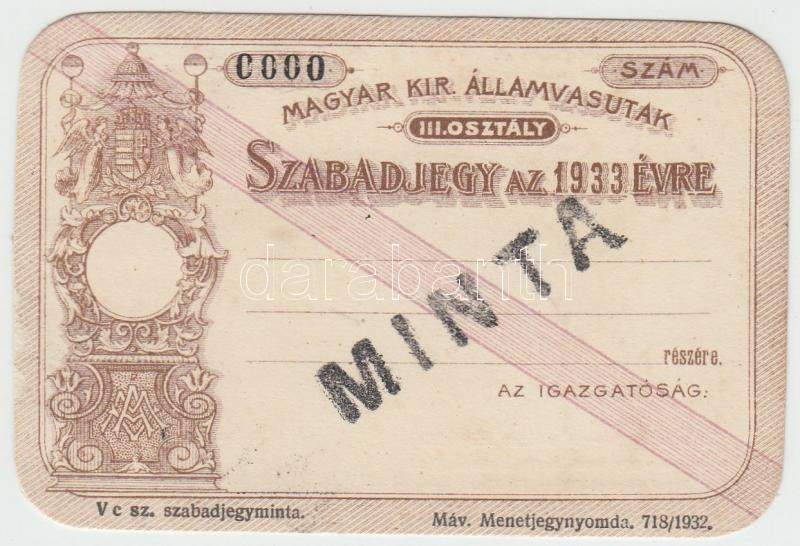 0000 SZÁM
MAGYAR KIR. ÁLLAMVASUTAK
III. OSZTÁLY
SZABADJEGY AZ 1933 ÉVRE
MINTA
darabanth
részére.
AZ IGAZGATÓSÁG:
V c sz. szabadjegyminta.
Máv. Menetjegynyomda. 718/1932.